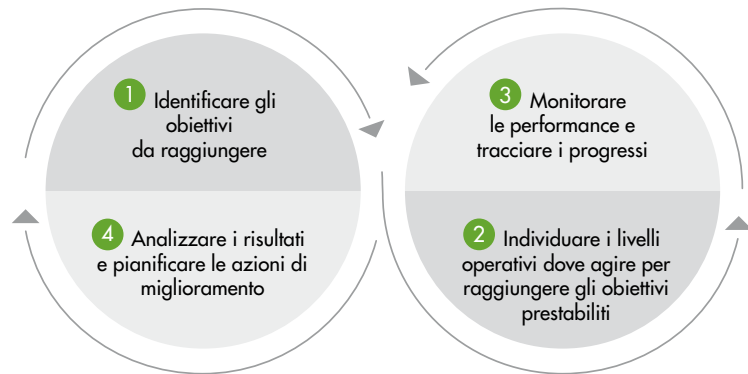 1 Identificare gli
obiettivi
da raggiungere
4 Analizzare i risultati
e pianificare le azioni di
miglioramento
3 Monitorare
le performance e
tracciare i progressi
2 Individuare i livelli
operativi dove agire per
raggiungere gli obiettivi
prestabiliti